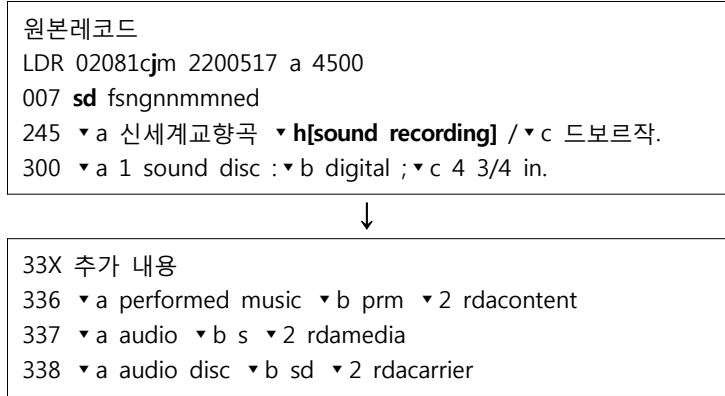 원본레코드
LDR 02081cjm 2200517 a 4500
007 sd fsngnnmmned
245 ▼a 신세계교향곡 ▼h[sound recording] /▼c 드보르작.
300 ▼a 1 sound disc :▼b digital ;▼c 4 3/4 in.
↓
33X 추가 내용
336 ▼a performed music ▼b prm ▼2 rdacontent
337 ▼a audio ▼b s ▼2 rdamedia
338 ▼a audio disc ▼b sd ▼2 rdacarrier